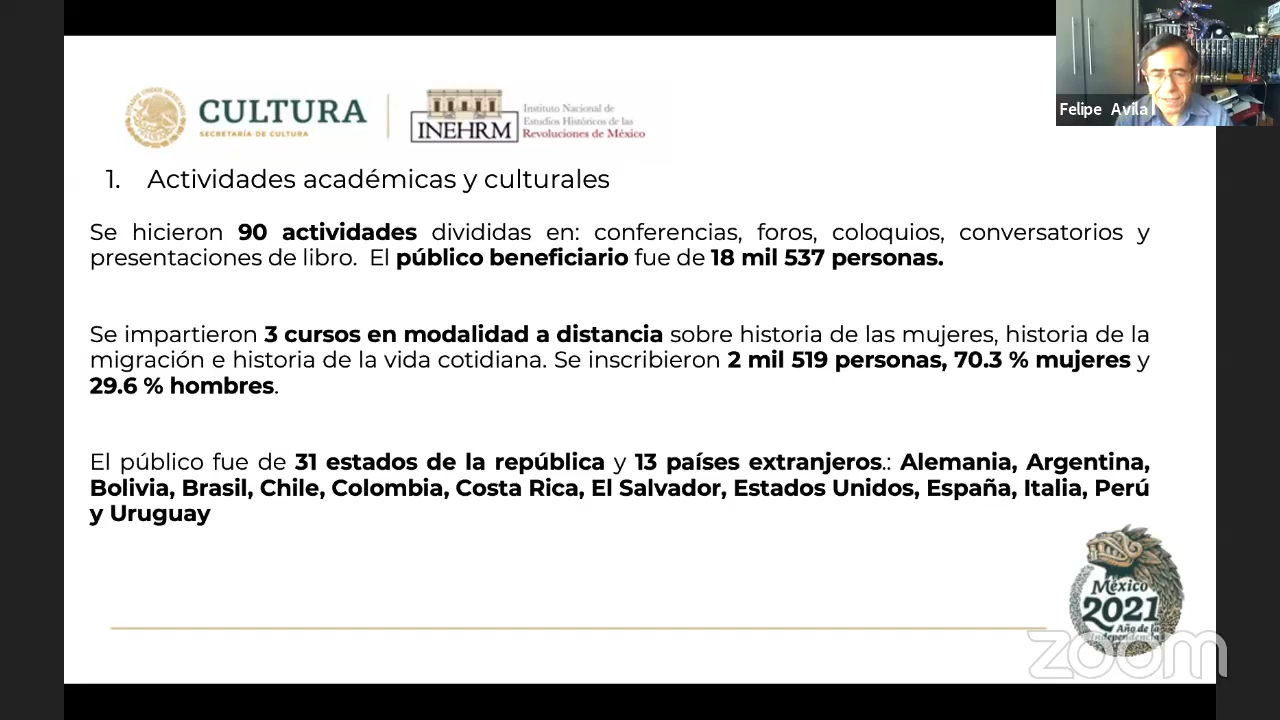 Felipe Avila
CULTURA
SECRETARÍA DE CULTURA
INEHRM
Instituto Nacional de
Estudios Históricos de las
Revoluciones de México
1. Actividades académicas y culturales
Se hicieron 90 actividades divididas en: conferencias, foros, coloquios, conversatorios y
presentaciones de libro. El público beneficiario fue de 18 mil 537 personas.
Se impartieron 3 cursos en modalidad a distancia sobre historia de las mujeres, historia de la
migración e historia de la vida cotidiana. Se inscribieron 2 mil 519 personas, 70.3 % mujeres y
29.6 % hombres.
El público fue de 31 estados de la república y 13 países extranjeros.: Alemania, Argentina,
Bolivia, Brasil, Chile, Colombia, Costa Rica, El Salvador, Estados Unidos, España, Italia, Perú
y Uruguay
México
2021
Año de la
Independencia
zoom